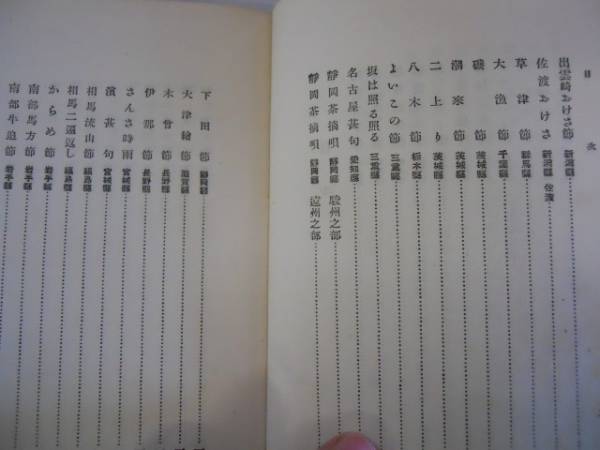 目次
出雲崎おけさ節 新潟縣
佐渡おけさ 新潟縣 佐渡
草津節 群馬縣
大漁節 千葉縣
磯節 茨城縣
潮來節 茨城縣
二上り 茨城縣
八木節 栃木縣
よいこの節 三重縣
坂は照る照る 三重縣
名古屋甚句 愛知縣
靜岡茶摘唄 靜岡縣 駿州之部
靜岡茶摘唄 靜岡縣 遠州之部
下田節 靜岡縣
大津繪節 滋賀縣
木曾節 長野縣
伊那節 長野縣
さんさ時雨 宮城縣
濱甚句 宮城縣
相馬流山節 福島縣
相馬二遍返し 福島縣
からめ節 岩手縣
南部馬方節 岩手縣
南部牛追節 岩手縣